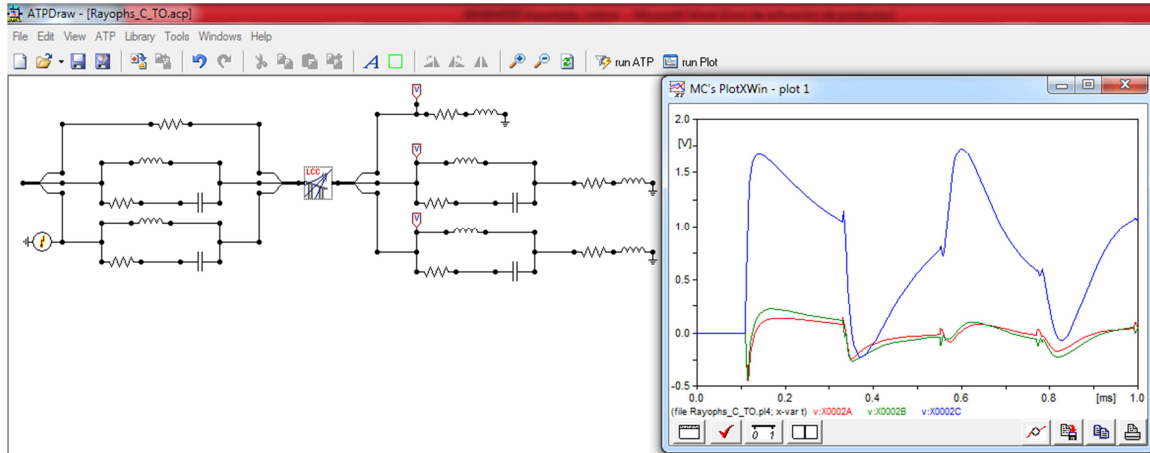 ATPDraw - [Rayophs_C_TO.acp]
File Edit View ATP Library Tools Windows Help
A run ATP run Plot
V
LCC
V
V
MC's PlotXWin - plot 1
2.0
[V]
1.5
1.0
0.5
0.0
-0.5
0.0 0.2 0.4 0.6 0.8 [ms] 1.0
(file Rayophs_C_TO.pl4; x-var t) v:X0002A v:X0002B v:X0002C
0 1